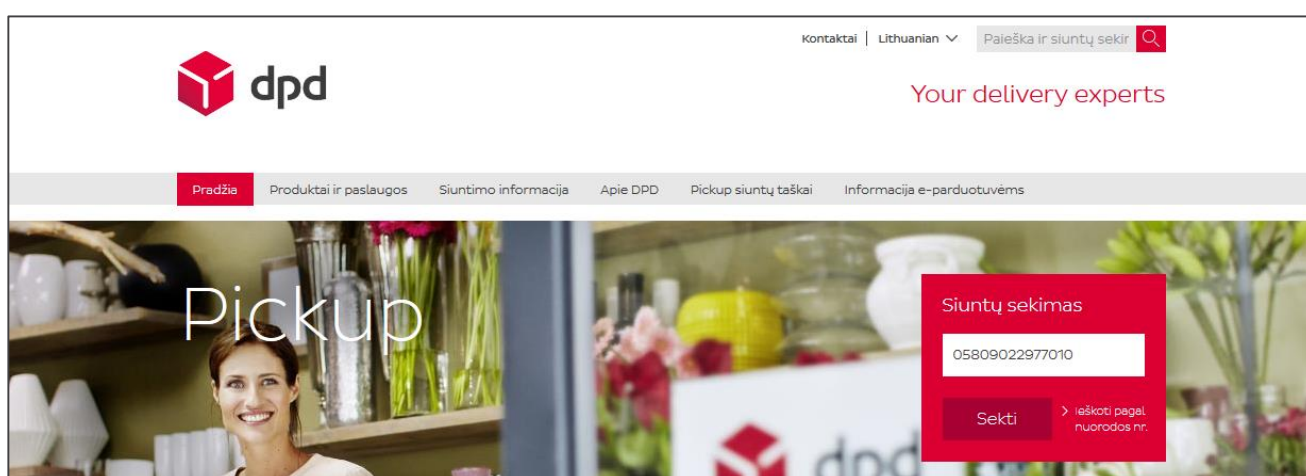 Kontaktai | Lithuanian
Paieška ir siuntų sekir
dpd
Your delivery experts
Pradžia Produktai ir paslaugos Siuntimo informacija Apie DPD Pickup siuntų taškai Informacija e-parduotuvėms
Pickup
Siuntų sekimas
05809022977010
Sekti
Ieškoti pagal
nuorodos nr.
dpd